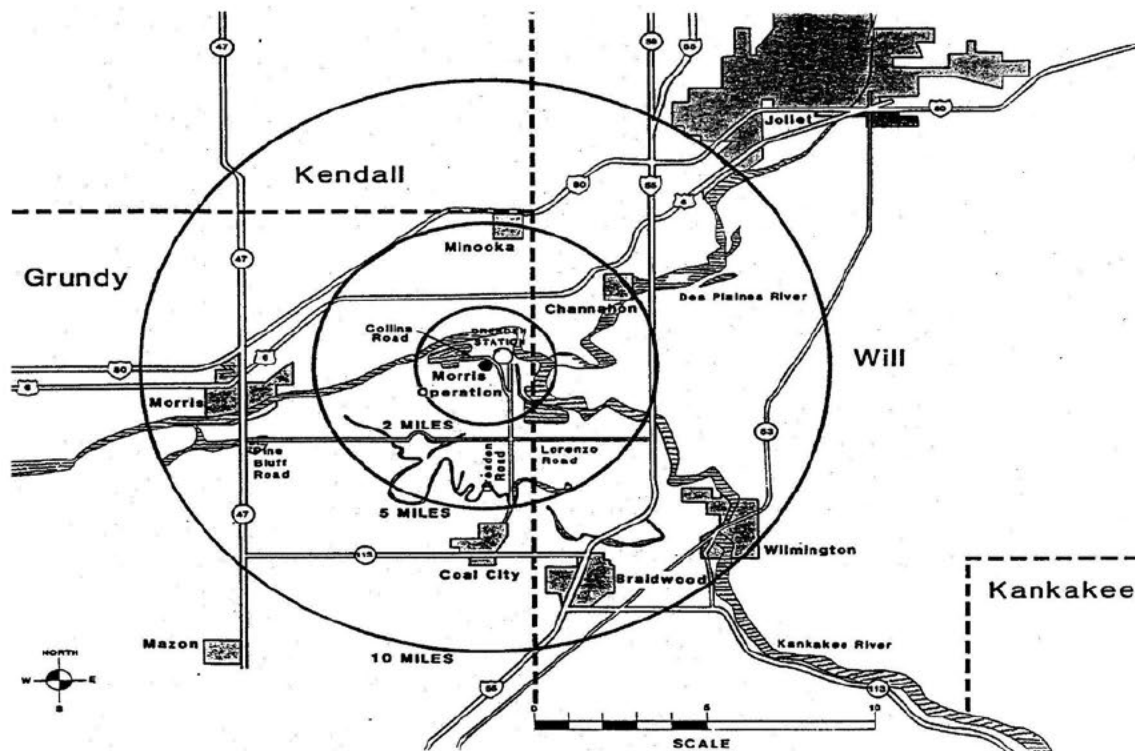 47
55
55
Joliet
80
Kendall
80
55
6
Minooka
47
Grundy
Channahon
Des Plaines River
Collins
Road
DRESDEN
STATION
Will
80
6
6
Morris
Operation
Morris
2 MILES
53
Pine
Bluff
Road
Dresden
Road
Lorenzo
Road
5 MILES
47
113
Coal City
Wilmington
Braidwood
Kankakee
Mazon
10 MILES
Kankakee River
NORTH
W
E
S
55
113
0
5
10
SCALE